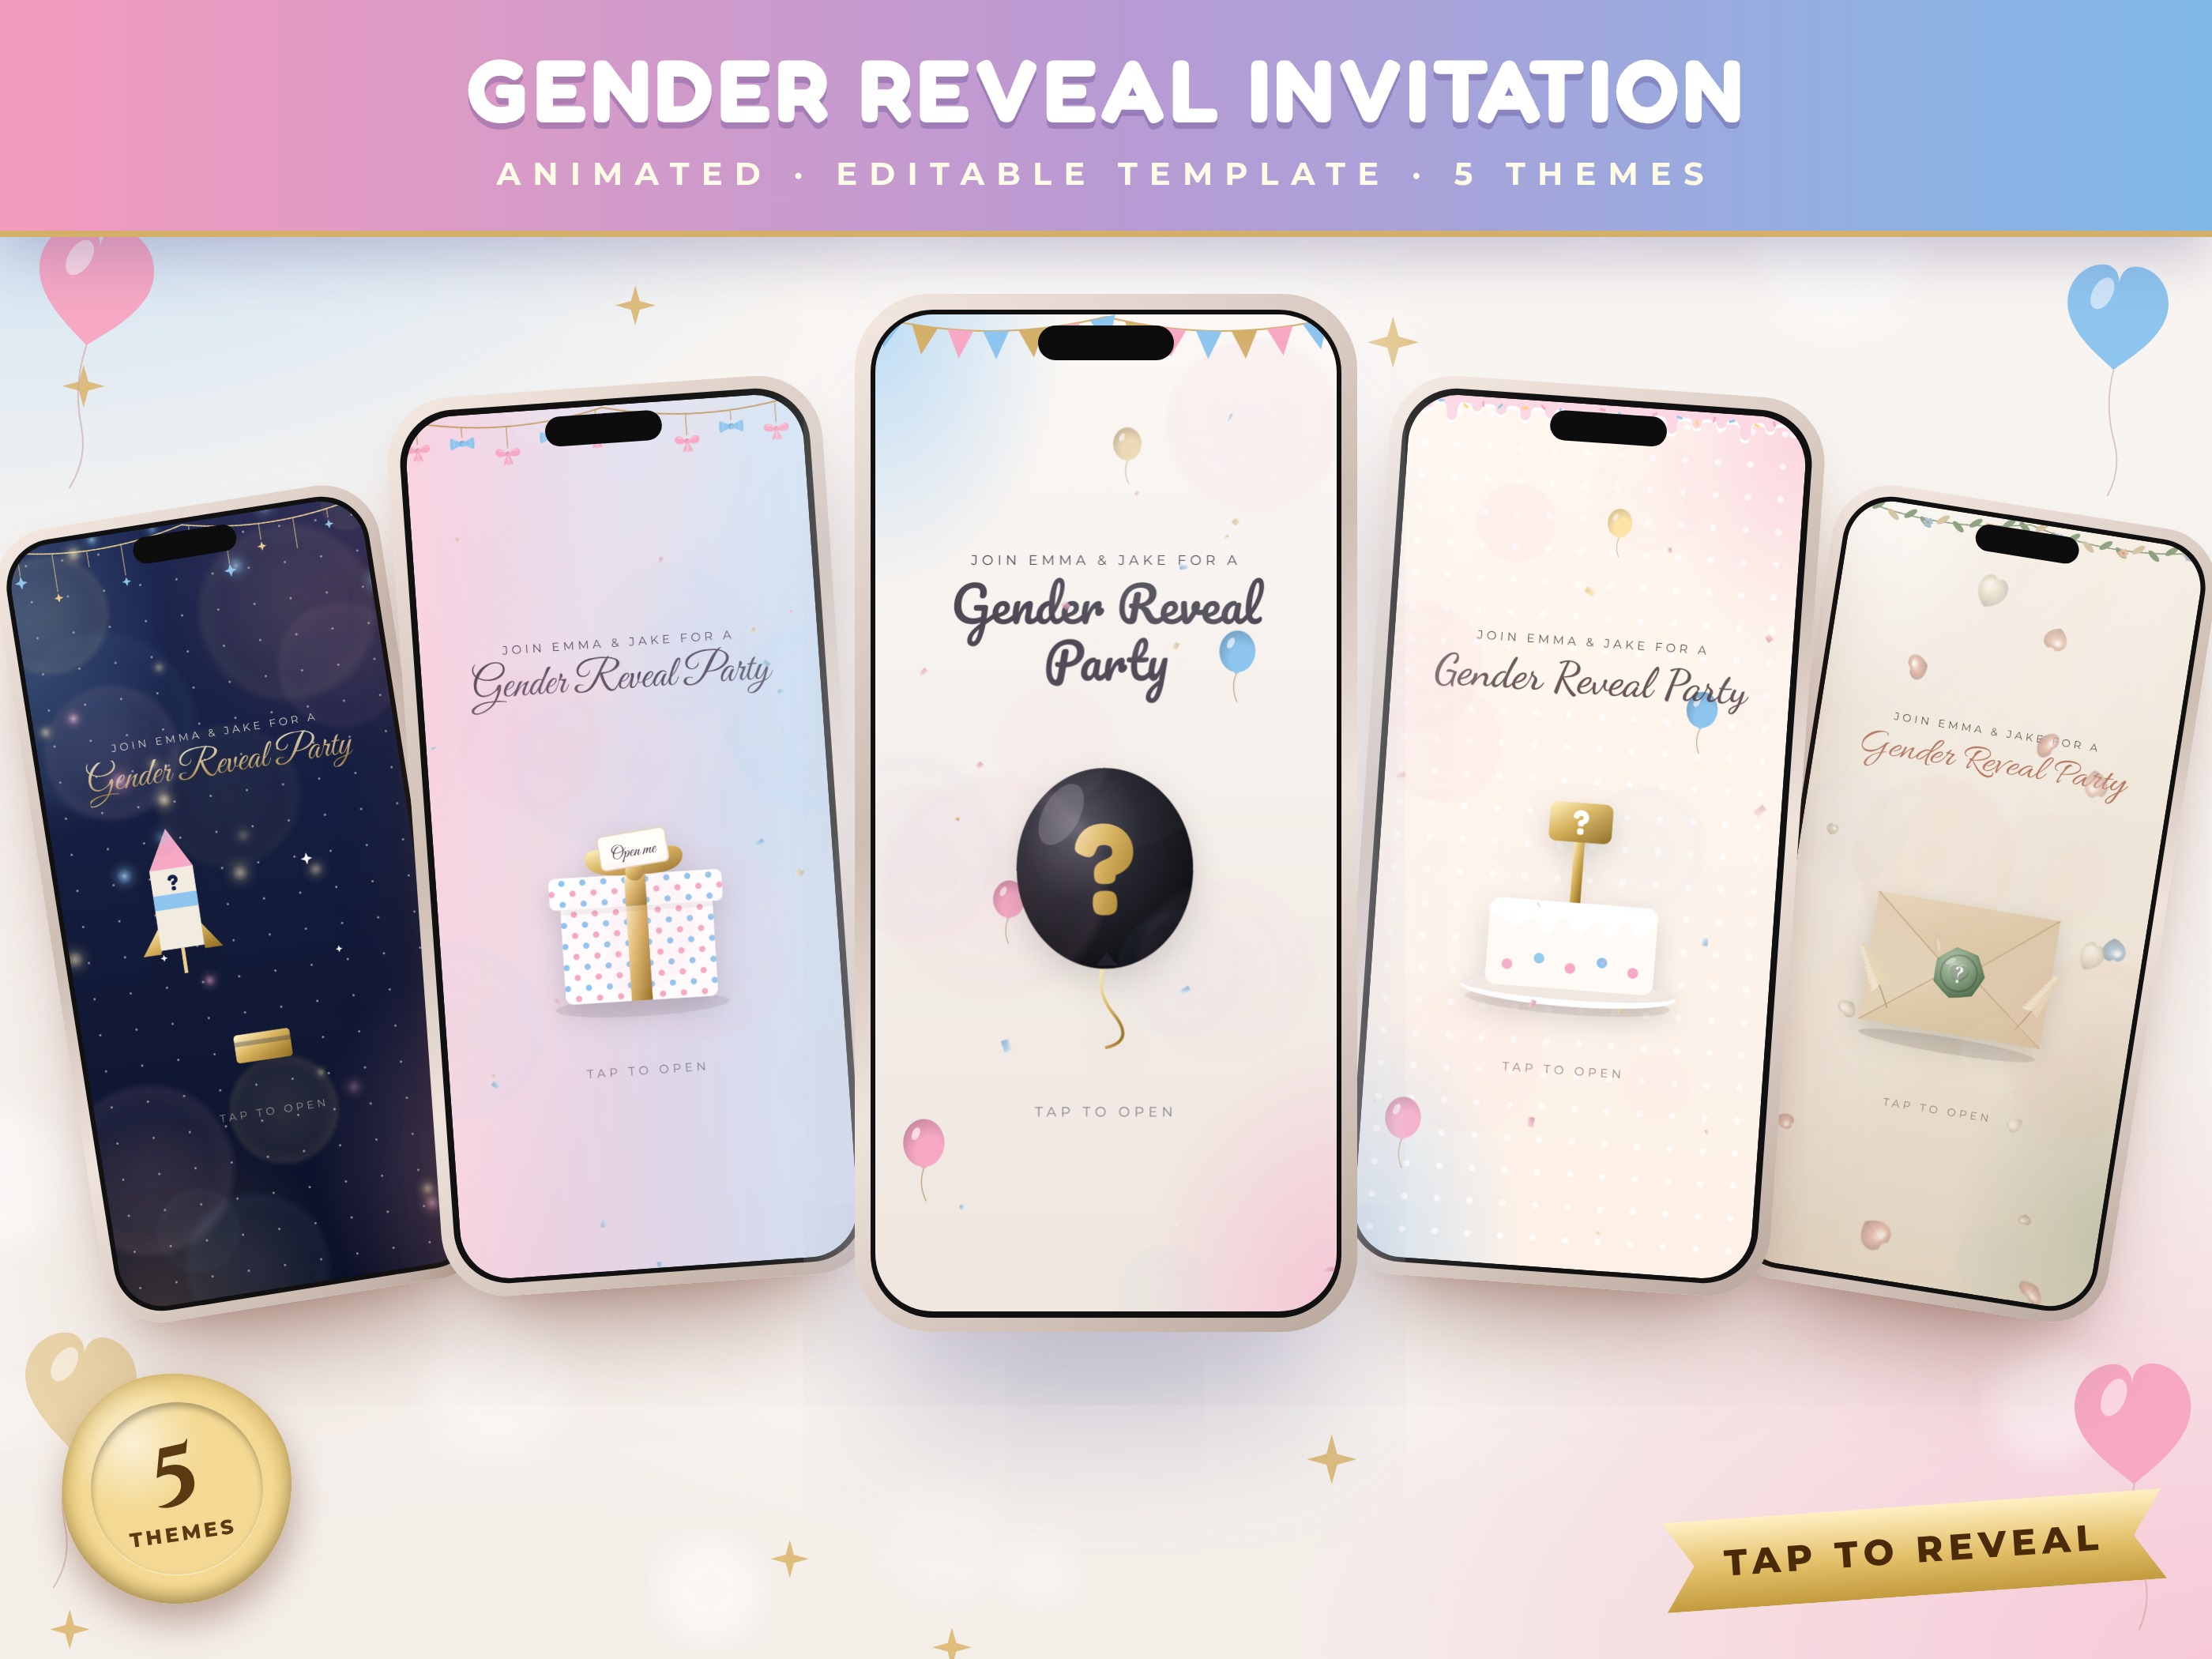 GENDER REVEAL INVITATION
ANIMATED · EDITABLE TEMPLATE · 5 THEMES
JOIN EMMA & JAKE FOR A
Gender Reveal Party
?
TAP TO OPEN
JOIN EMMA & JAKE FOR A
Gender Reveal Party
Open me
TAP TO OPEN
JOIN EMMA & JAKE FOR A
Gender Reveal
Party
?
TAP TO OPEN
JOIN EMMA & JAKE FOR A
Gender Reveal Party
?
TAP TO OPEN
JOIN EMMA & JAKE FOR A
Gender Reveal Party
?
TAP TO OPEN
5
THEMES
TAP TO REVEAL